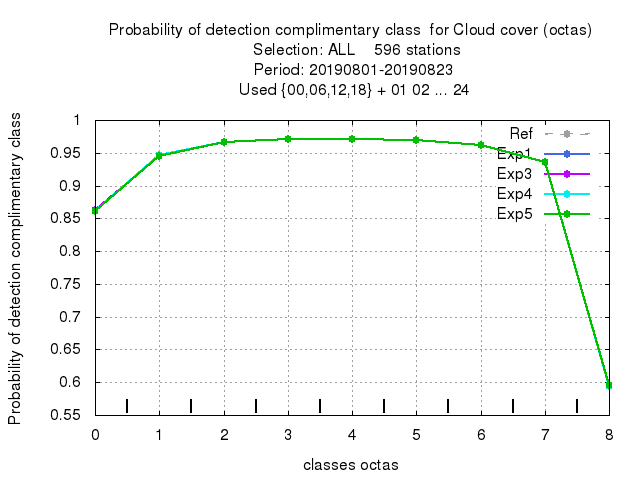 Probability of detection complimentary class  for Cloud cover (octas)
Selection: ALL    596 stations
Period: 20190801-20190823
Used {00,06,12,18} + 01 02 ... 24
Probability of detection complimentary class
1
0.95
0.9
0.85
0.8
0.75
0.7
0.65
0.6
0.55
Ref
Exp1
Exp3
Exp4
Exp5
0 1 2 3 4 5 6 7 8
classes octas